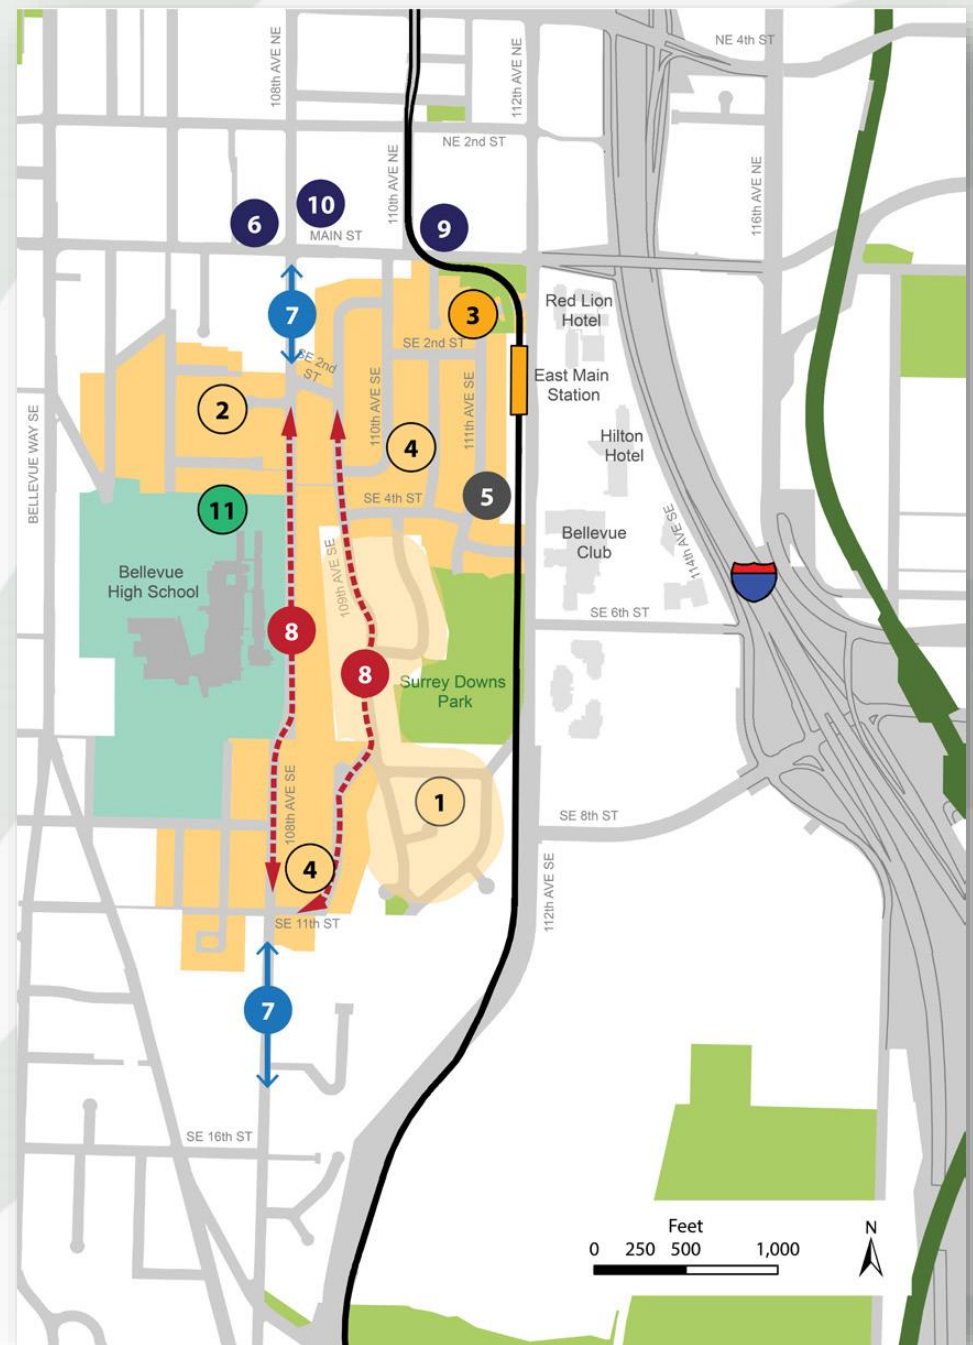 NE 4th ST
108th AVE NE
112th AVE NE
NE 2nd ST
110th AVE NE
116th AVE NE
10
6
9
MAIN ST
7
3
Red Lion
Hotel
SE 2nd ST
SE 2nd
ST
East Main
Station
2
110th AVE SE
111th AVE SE
BELLEVUE WAY SE
4
Hilton
Hotel
SE 4th ST
5
11
Bellevue
Club
114th AVE SE
Bellevue
High School
109th AVE SE
SE 6th ST
8
8
Surrey Downs
Park
1
108th AVE SE
SE 8th ST
4
112th AVE SE
SE 11th ST
7
SE 16th ST
Feet
0 250 500 1,000
N